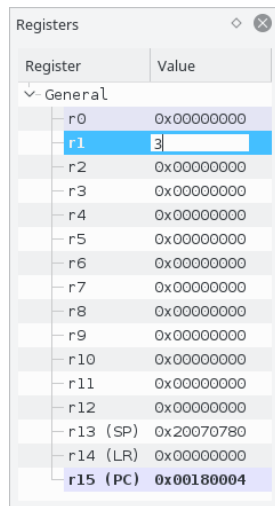 Registers
Register Value
General
r0 0x00000000
r1 3
r2 0x00000000
r3 0x00000000
r4 0x00000000
r5 0x00000000
r6 0x00000000
r7 0x00000000
r8 0x00000000
r9 0x00000000
r10 0x00000000
r11 0x00000000
r12 0x00000000
r13 (SP) 0x20070780
r14 (LR) 0x00000000
r15 (PC) 0x00180004